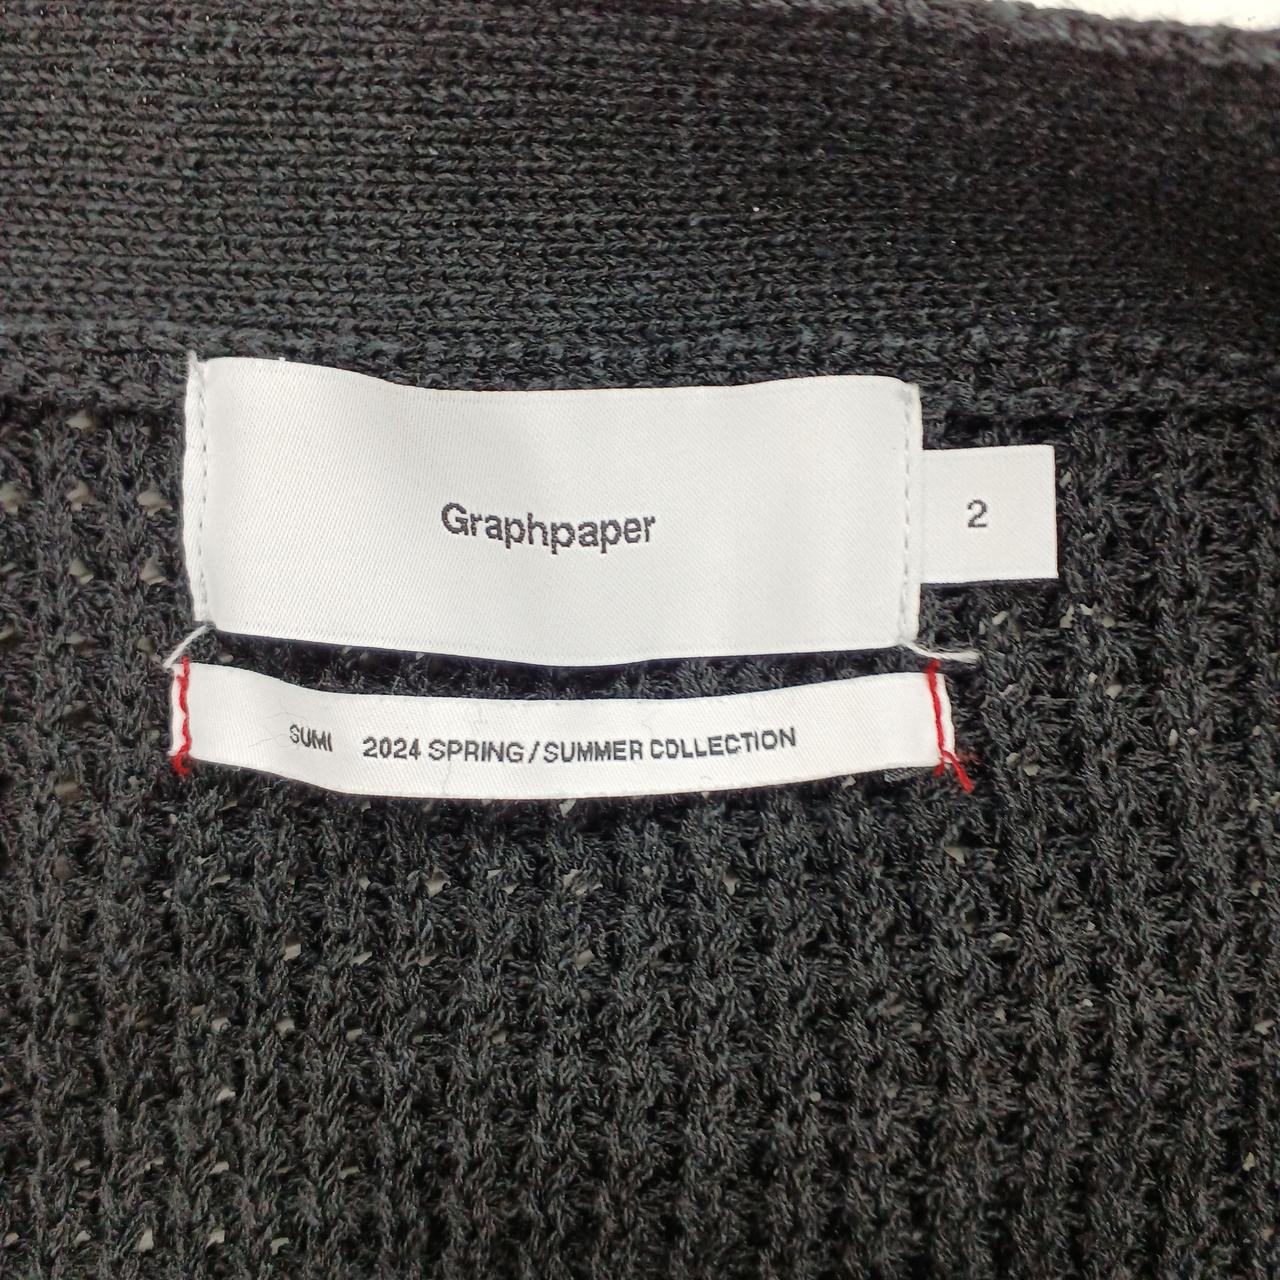 Graphpaper
2
SUMI 2024 SPRING/SUMMER COLLECTION